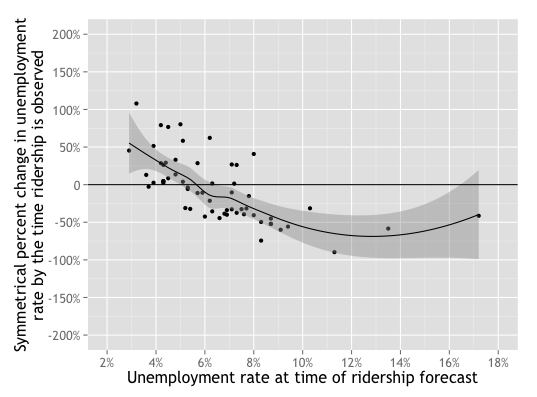 Symmetrical percent change in unemployment
rate by the time ridership is observed
200%
150%
100%
50%
0
-50%
-100%
-150%
-200%
2% 4% 6% 8% 10% 12% 14% 16% 18%
Unemployment rate at time of ridership forecast